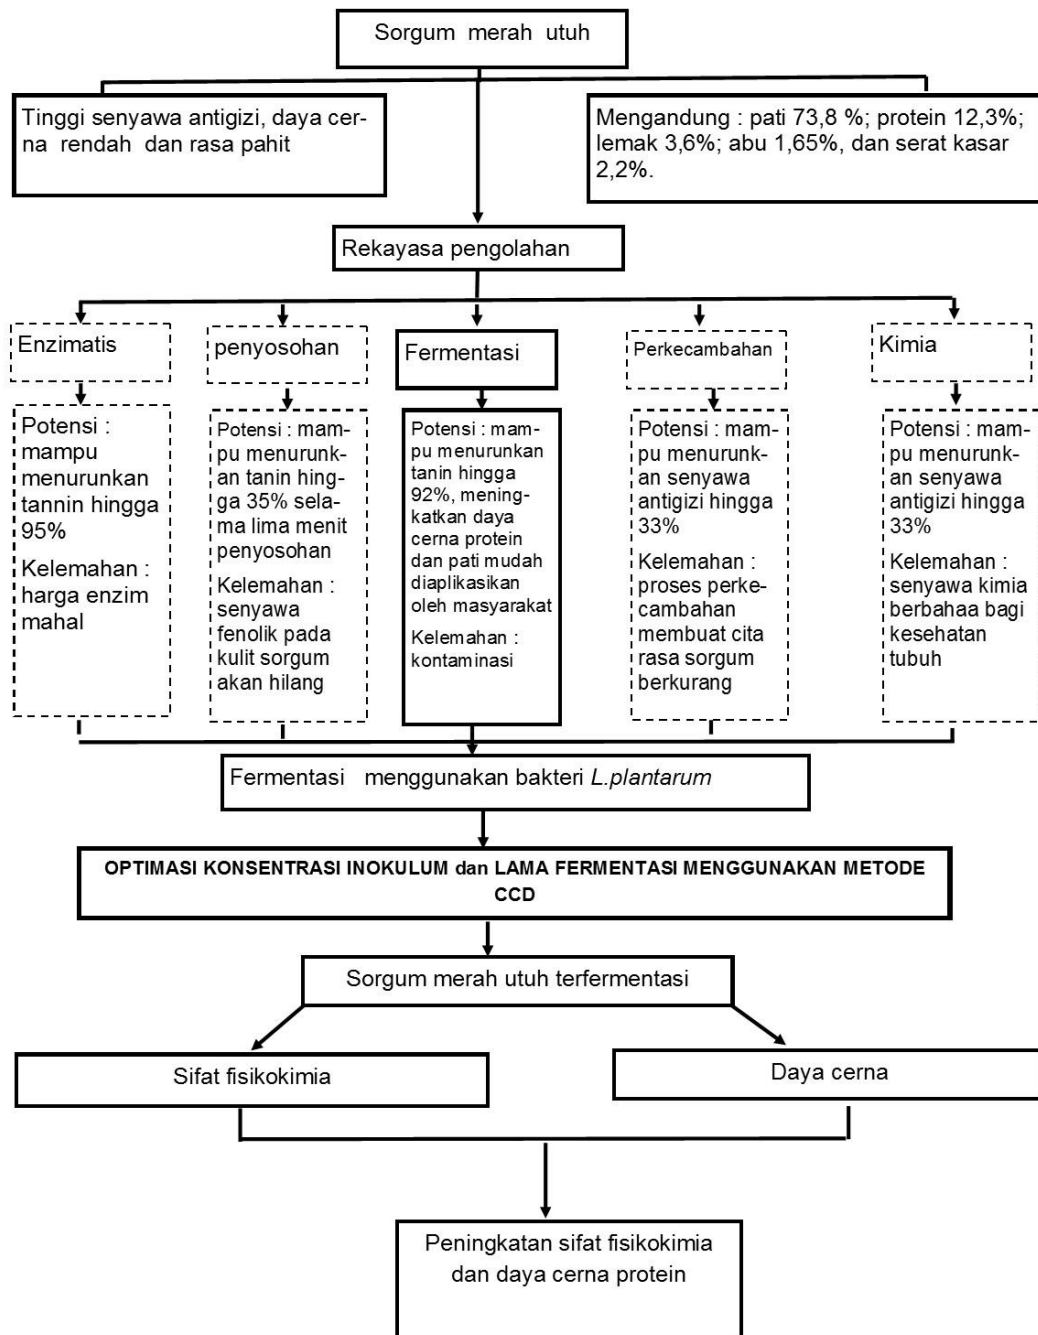 Sorgum merah utuh
Tinggi senyawa antigizi, daya cer-
na rendah dan rasa pahit
Mengandung : pati 73,8 %; protein 12,3%;
lemak 3,6%; abu 1,65%, dan serat kasar
2,2%.
Rekayasa pengolahan
Enzimatis
penyosohan
Fermentasi
Perkecambahan
Kimia
Potensi :
mampu
menurunkan
tannin hingga
95%
Kelemahan :
harga enzim
mahal
Potensi : mam-
pu menurunk-
an tanin hing-
ga 35% sela-
ma lima menit
penyosohan
Kelemahan :
senyawa
fenolik pada
kulit sorgum
akan hilang
Potensi : mam-
pu menurunkan
tanin hingga
92%, mening-
katkan daya
cerna protein
dan pati mudah
diaplikasikan
oleh masyarakat
Kelemahan :
kontaminasi
Potensi : mam-
pu menurunk-
an senyawa
antigizi hingga
33%
Kelemahan :
proses perke-
cambahan
membuat cita
rasa sorgum
berkurang
Potensi : mam-
pu menurunk-
an senyawa
antigizi hingga
33%
Kelemahan :
senyawa kimia
berbahaa bagi
kesehatan
tubuh
Fermentasi menggunakan bakteri L.plantarum
OPTIMASI KONSENTRASI INOKULUM dan LAMA FERMENTASI MENGGUNAKAN METODE
CCD
Sorgum merah utuh terfermentasi
Sifat fisikokimia
Daya cerna
Peningkatan sifat fisikokimia
dan daya cerna protein